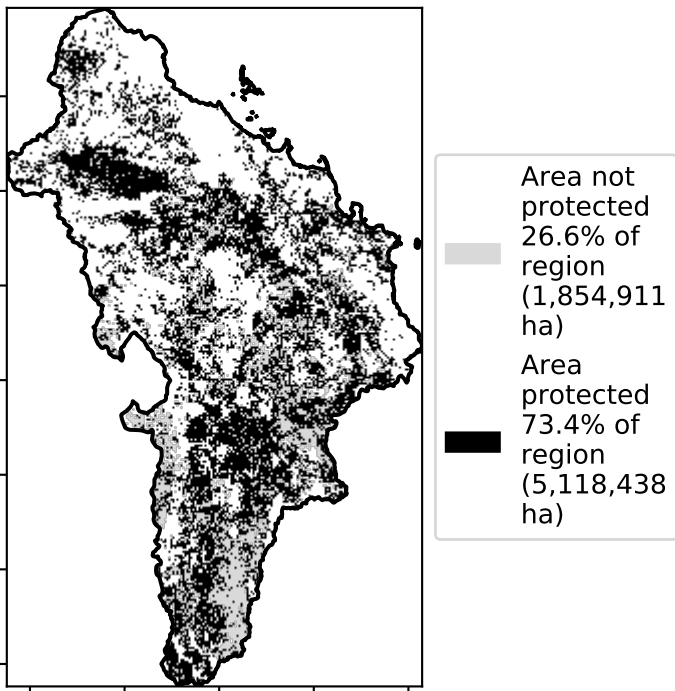 Area not
protected
26.6% of
region
(1,854,911
ha)
Area
protected
73.4% of
region
(5,118,438
ha)